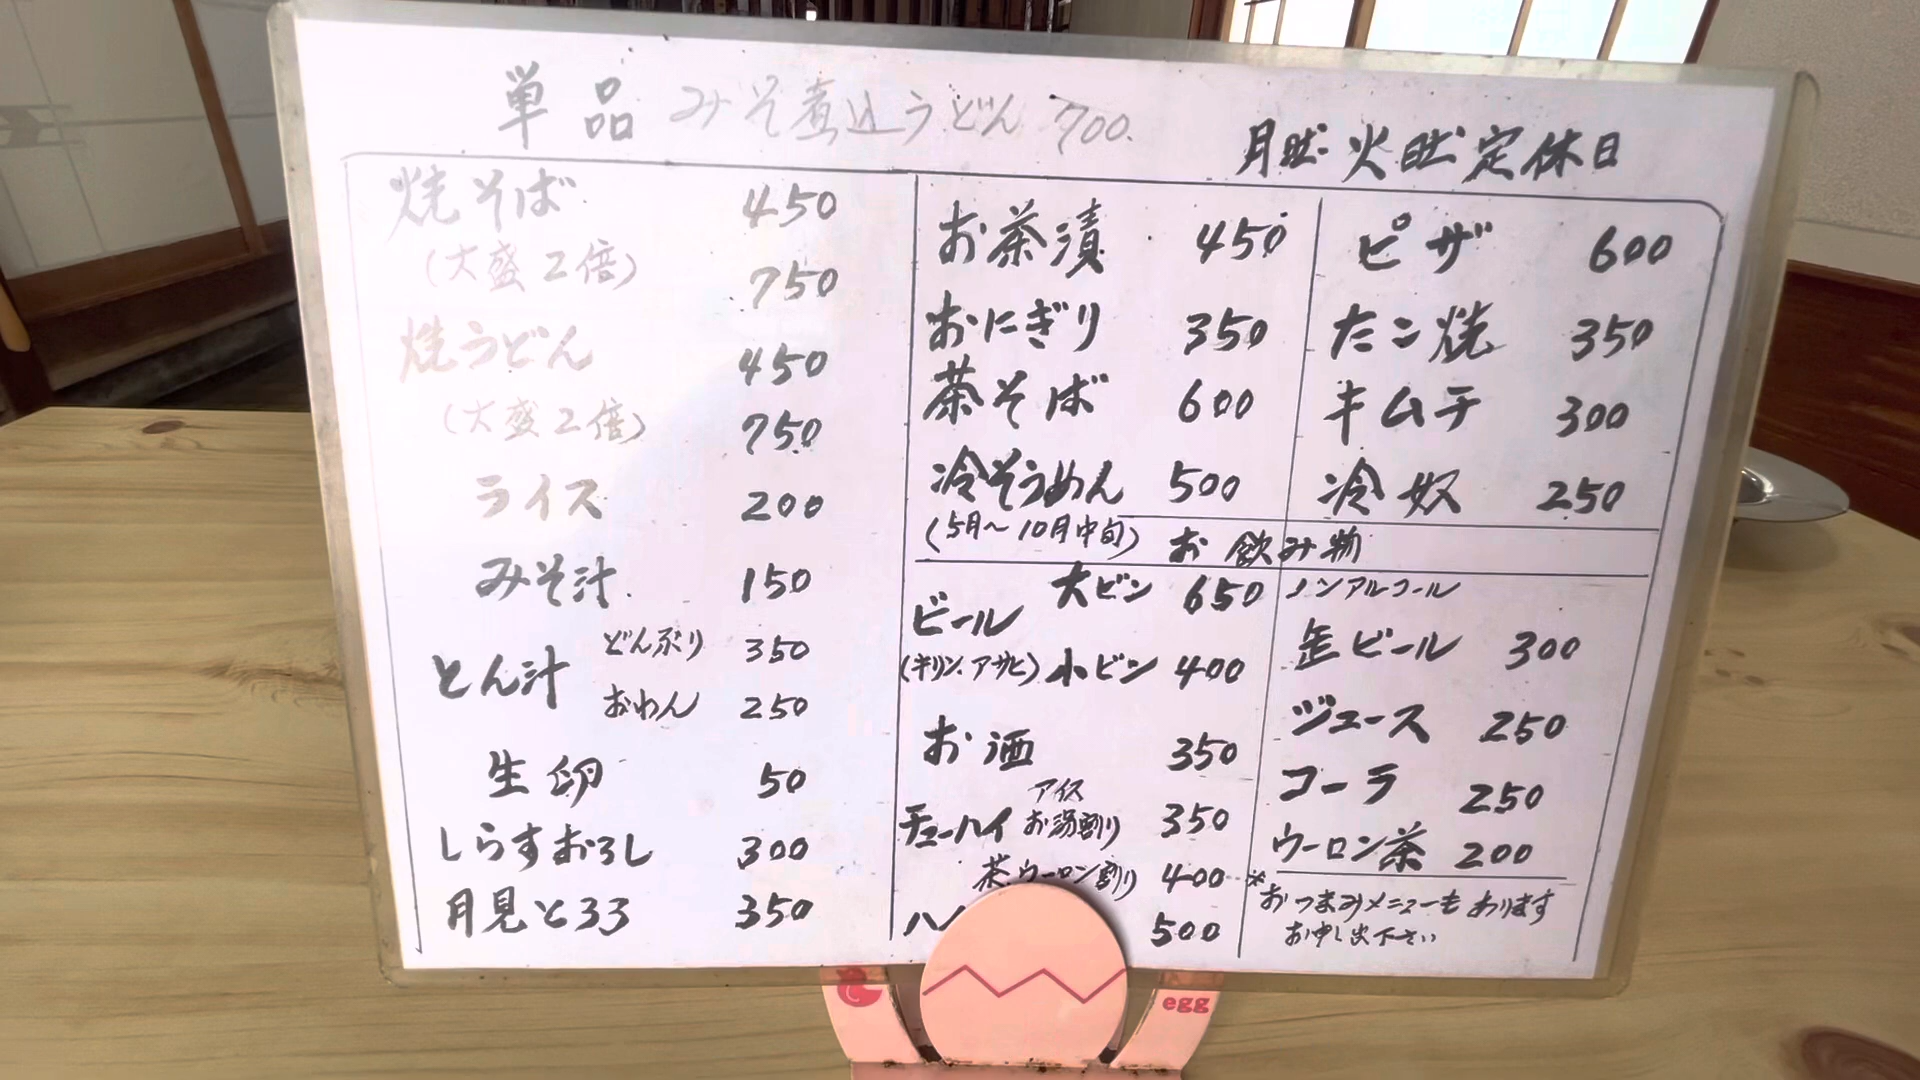 単品 みそ煮込うどん 700.
月曜 火曜 定休日
焼そば 450
(大盛2倍) 750
焼うどん 450
(大盛2倍) 750
ライス 200
みそ汁 150
とん汁 どんぶり 350
おわん 250
生卵 50
しらすおろし 300
月見とろろ 350
お茶漬 450
おにぎり 350
茶そば 600
冷そうめん 500
(5月〜10月中旬)
ピザ 600
たこ焼 350
キムチ 300
冷奴 250
お飲み物
ビール 大ビン 650
(キリン、アサヒ) 小ビン 400
お酒 350
アイス
チューハイ お湯割り 350
茶、ウーロン割り 400
ハイ 500
ノンアルコール
缶ビール 300
ジュース 250
コーラ 250
ウーロン茶 200
*おつまみメニューもあります
お申し出下さい
egg